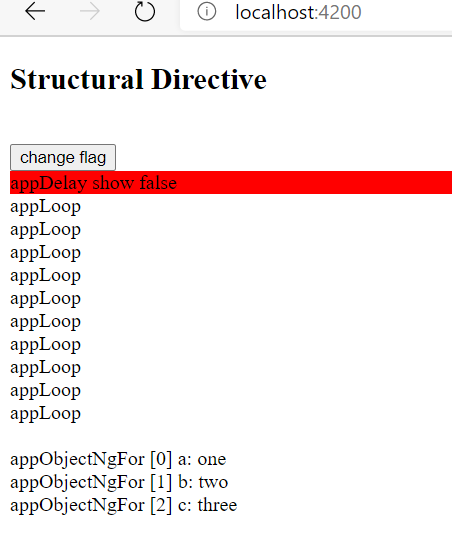 localhost:4200
Structural Directive
change flag
appDelay show false
appLoop
appLoop
appLoop
appLoop
appLoop
appLoop
appLoop
appLoop
appLoop
appLoop
appObjectNgFor [0] a: one
appObjectNgFor [1] b: two
appObjectNgFor [2] c: three